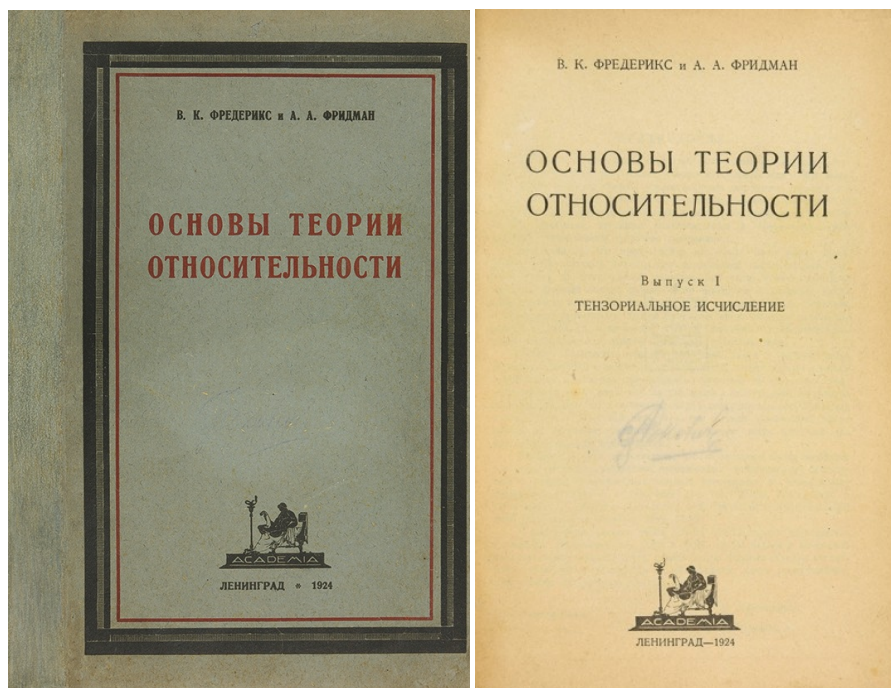 В. К. ФРЕДЕРИКС и А. А. ФРИДМАН
ОСНОВЫ ТЕОРИИ
ОТНОСИТЕЛЬНОСТИ
ACADEMIA
ЛЕНИНГРАД * 1924
В. К. ФРЕДЕРИКС и А. А. ФРИДМАН
ОСНОВЫ ТЕОРИИ
ОТНОСИТЕЛЬНОСТИ
Выпуск I
ТЕНЗОРИАЛЬНОЕ ИСЧИСЛЕНИЕ
ACADEMIA
ЛЕНИНГРАД—1924